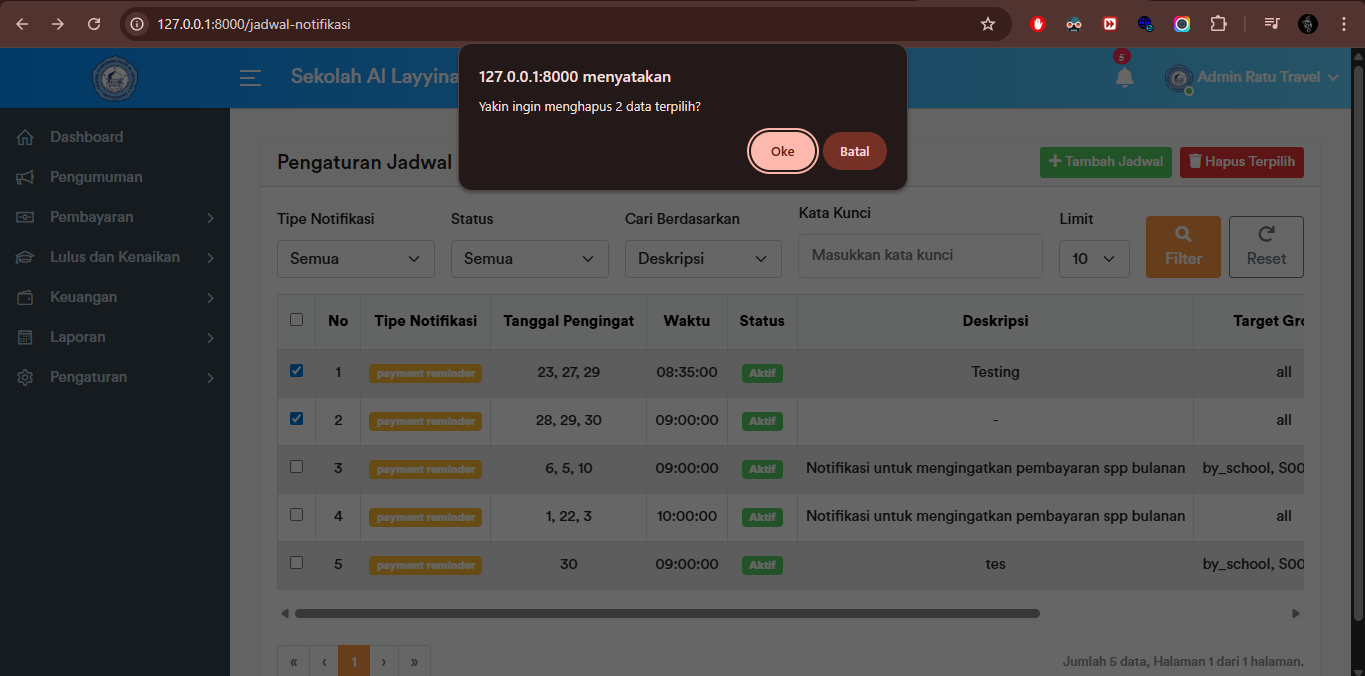 127.0.0.1:8000/jadwal-notifikasi
127.0.0.1:8000 menyatakan
Yakin ingin menghapus 2 data terpilih?
Oke Batal
Sekolah Al Layyina
5
Admin Ratu Travel
Dashboard
Pengumuman
Pembayaran
Lulus dan Kenaikan
Keuangan
Laporan
Pengaturan
Pengaturan Jadwal
Tambah Jadwal Hapus Terpilih
Tipe Notifikasi Status Cari Berdasarkan Kata Kunci Limit
Semua Semua Deskripsi Masukkan kata kunci 10 Filter Reset
No Tipe Notifikasi Tanggal Pengingat Waktu Status Deskripsi Target Gro
1 payment reminder 23, 27, 29 08:35:00 Aktif Testing all
2 payment reminder 28, 29, 30 09:00:00 Aktif - all
3 payment reminder 6, 5, 10 09:00:00 Aktif Notifikasi untuk mengingatkan pembayaran spp bulanan by_school, S00
4 payment reminder 1, 22, 3 10:00:00 Aktif Notifikasi untuk mengingatkan pembayaran spp bulanan all
5 payment reminder 30 09:00:00 Aktif tes by_school, S00
« ‹ 1 › »
Jumlah 5 data, Halaman 1 dari 1 halaman.